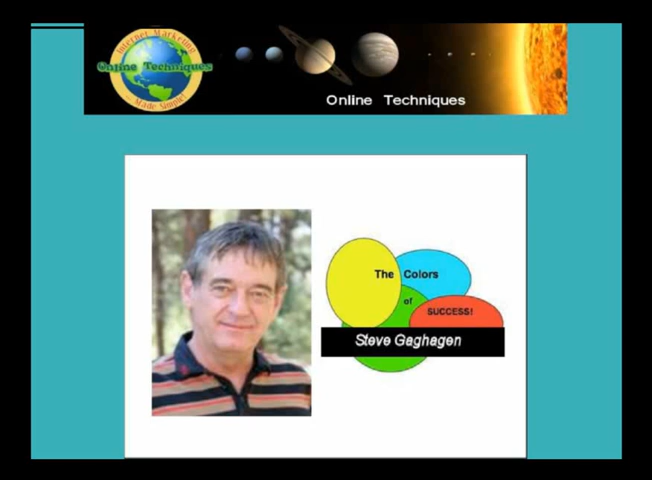 Internet Marketing
Online Techniques
Made Simple!
Online Techniques
The Colors
of
SUCCESS!
Steve Gaghagen